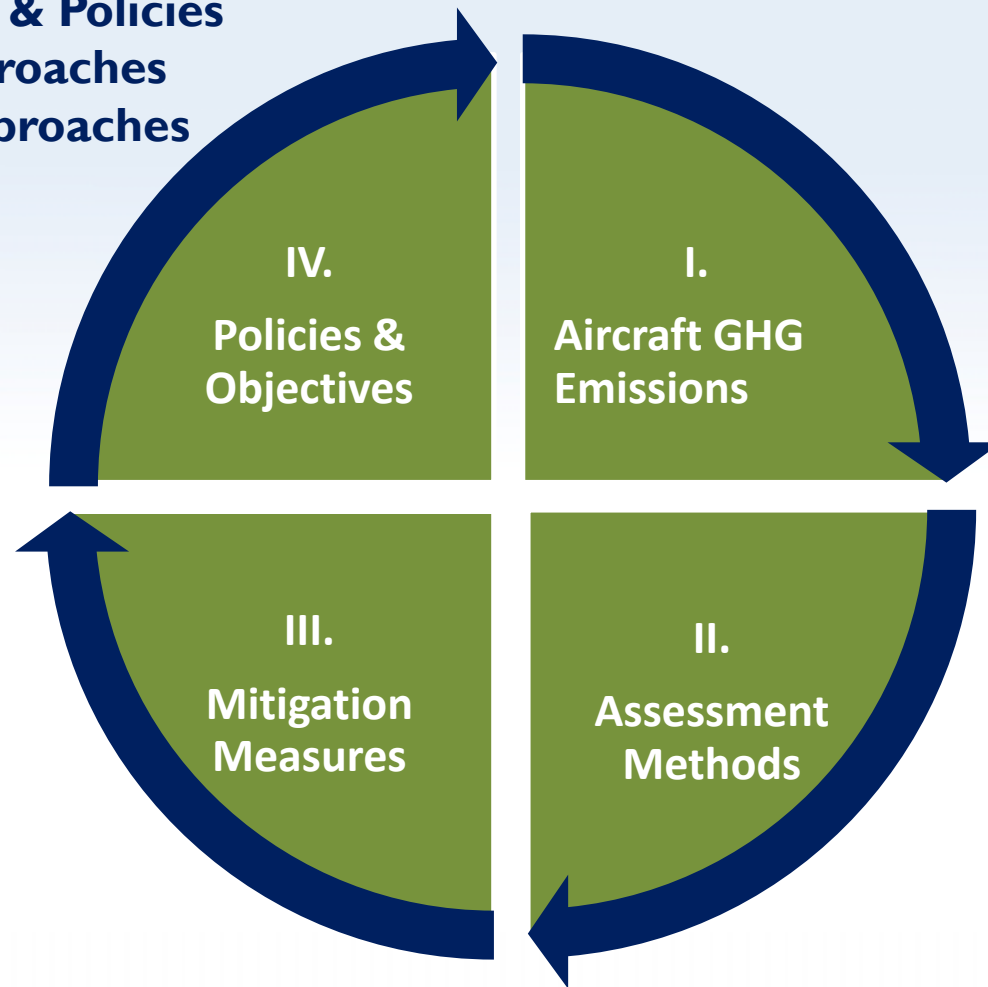 & Policies
roaches
proaches
IV.
Policies &
Objectives
I.
Aircraft GHG
Emissions
III.
Mitigation
Measures
II.
Assessment
Methods